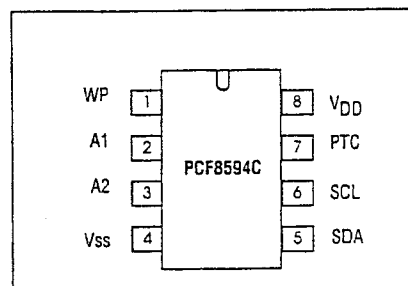 WP 1 8 VDD
A1 2 7 PTC
PCF8594C
A2 3 6 SCL
Vss 4 5 SDA